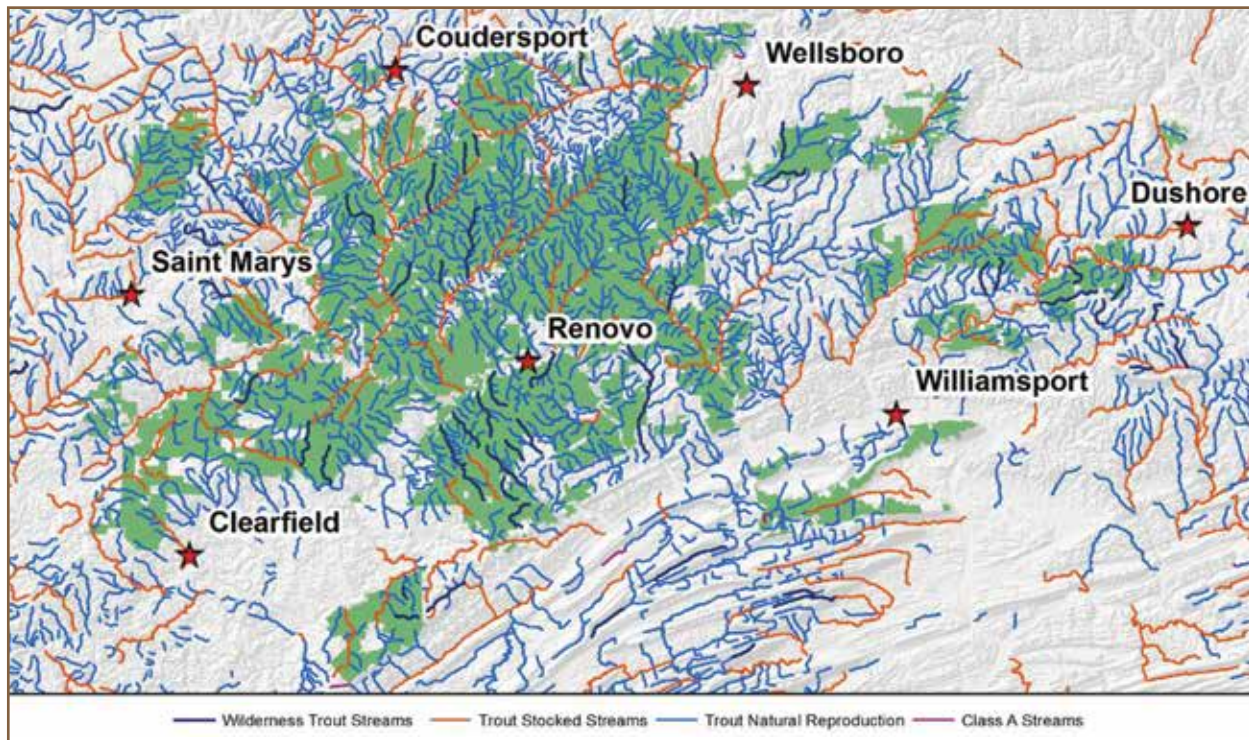 Coudersport
Wellsboro
Dushore
Saint Marys
Renovo
Williamsport
Clearfield
Wilderness Trout Streams Trout Stocked Streams Trout Natural Reproduction Class A Streams